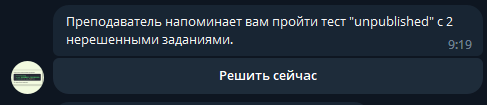 Преподаватель напоминает вам пройти тест "unpublished" с 2
нерешенными заданиями.
9:19
Решить сейчас